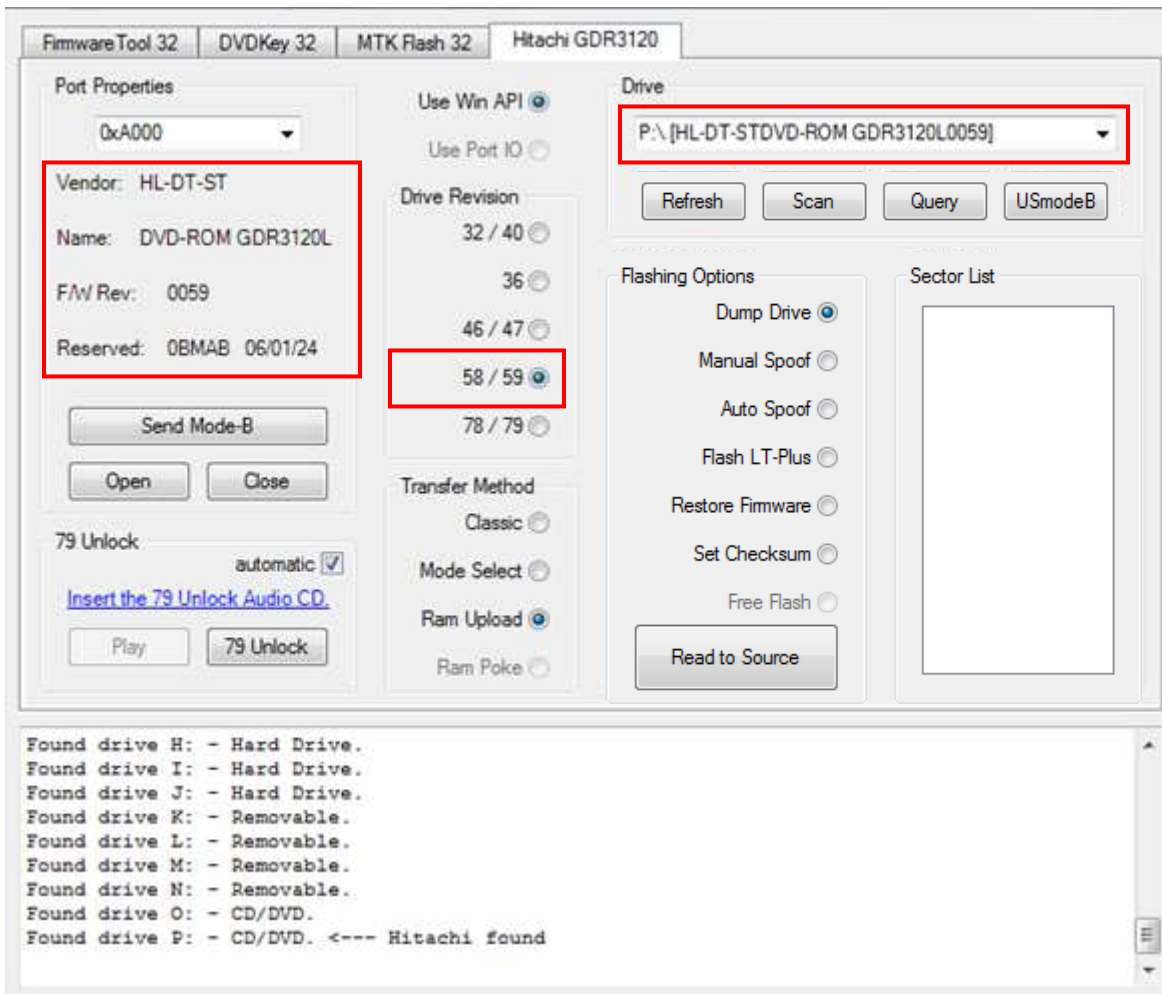 FirmwareTool 32
DVDKey 32
MTK Flash 32
Hitachi GDR3120
Port Properties
0xA000
Vendor: HL-DT-ST
Name: DVD-ROM GDR3120L
F/W Rev: 0059
Reserved: 0BMAB 06/01/24
Send Mode-B
Open
Close
79 Unlock
automatic
Insert the 79 Unlock Audio CD.
Play
79 Unlock
Use Win API
Use Port IO
Drive Revision
32 / 40
36
46 / 47
58 / 59
78 / 79
Transfer Method
Classic
Mode Select
Ram Upload
Ram Poke
Drive
P:\ [HL-DT-STDVD-ROM GDR3120L0059]
Refresh
Scan
Query
USmodeB
Flashing Options
Dump Drive
Manual Spoof
Auto Spoof
Flash LT-Plus
Restore Firmware
Set Checksum
Free Flash
Read to Source
Sector List
Found drive H: - Hard Drive.
Found drive I: - Hard Drive.
Found drive J: - Hard Drive.
Found drive K: - Removable.
Found drive L: - Removable.
Found drive M: - Removable.
Found drive N: - Removable.
Found drive O: - CD/DVD.
Found drive P: - CD/DVD. <--- Hitachi found